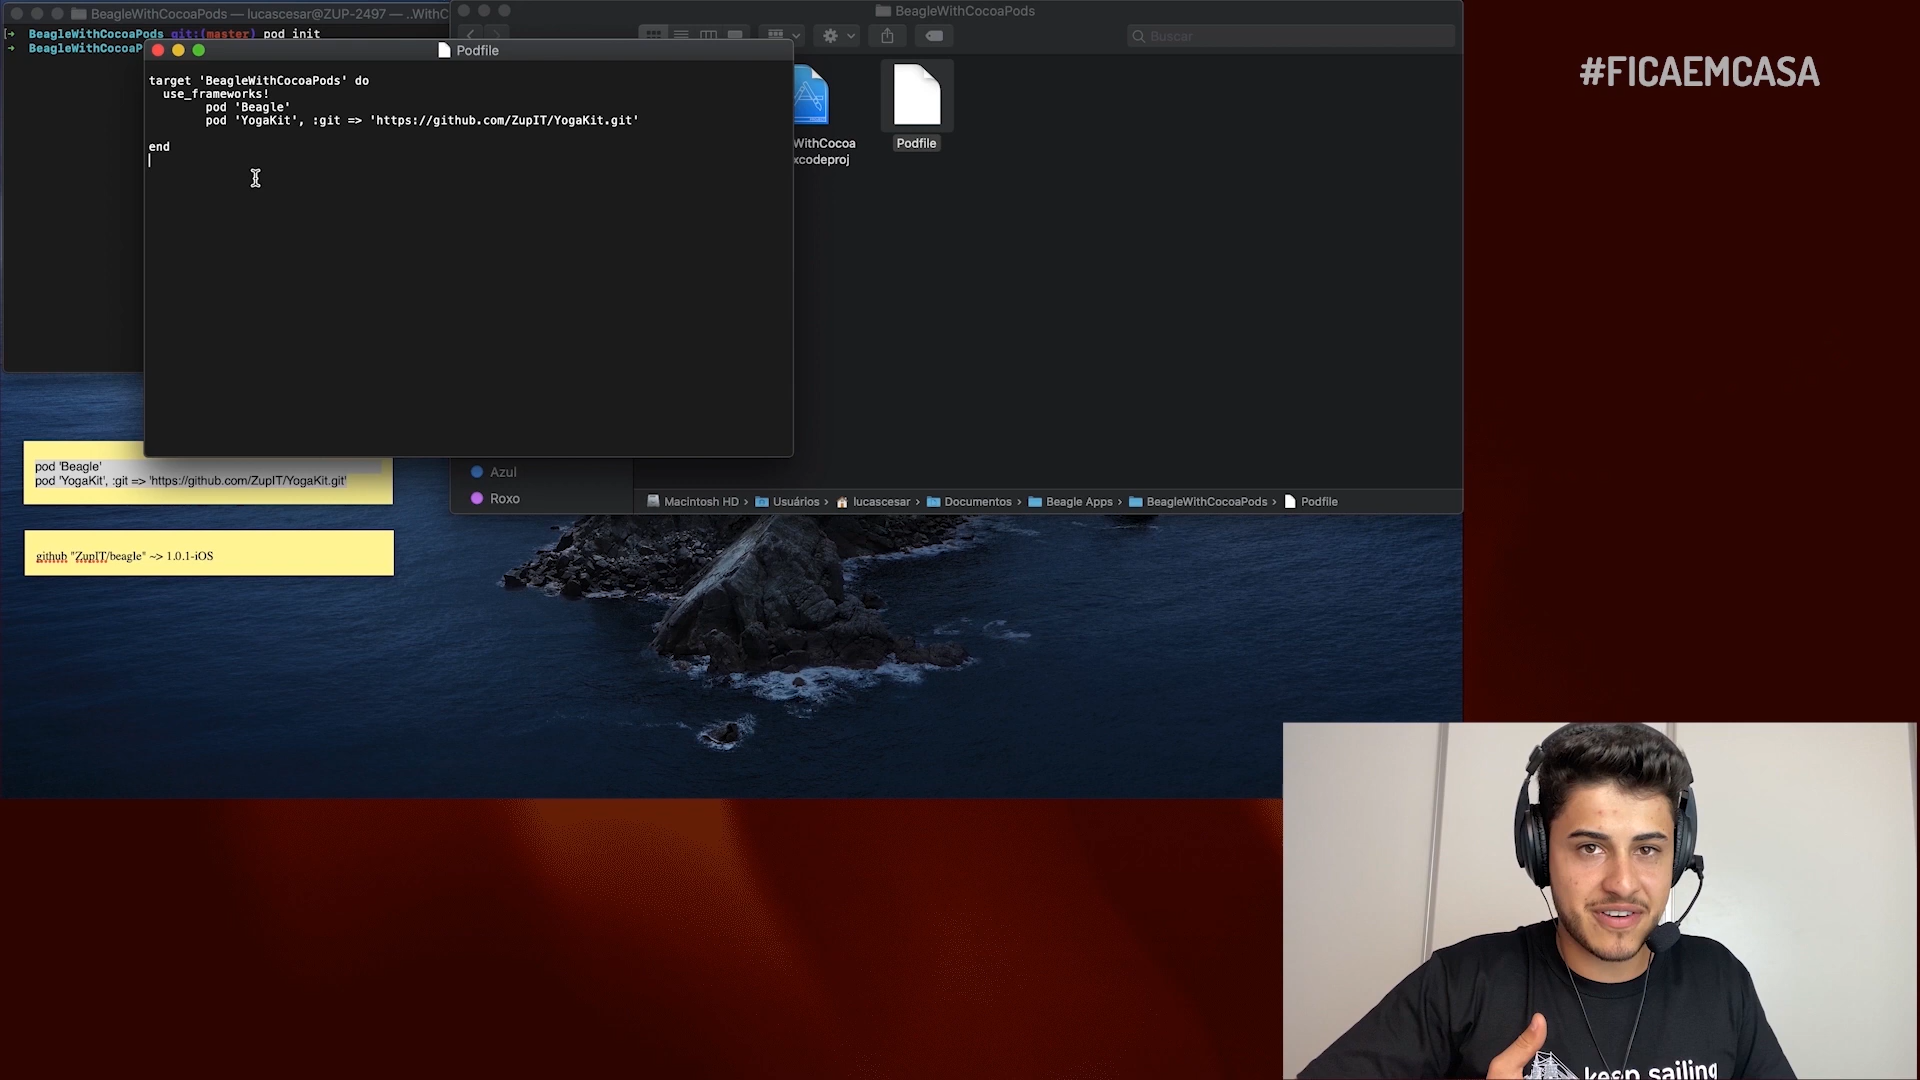 BeagleWithCocoaPods — lucascesar@ZUP-2497 — ..WithC
BeagleWithCocoaPods git:(master) pod init
BeagleWithCocoaP
Podfile
target 'BeagleWithCocoaPods' do
use_frameworks!
pod 'Beagle'
pod 'YogaKit', :git => 'https://github.com/ZupIT/YogaKit.git'
end
BeagleWithCocoaPods
Buscar
WithCocoa
xcodeproj
Podfile
#FICAEMCASA
pod 'Beagle'
pod 'YogaKit', :git => 'https://github.com/ZupIT/YogaKit.git'
github "ZupIT/beagle" ~> 1.0.1-iOS
Azul
Roxo
Macintosh HD › Usuários › lucascesar › Documentos › Beagle Apps › BeagleWithCocoaPods › Podfile
keep sailing